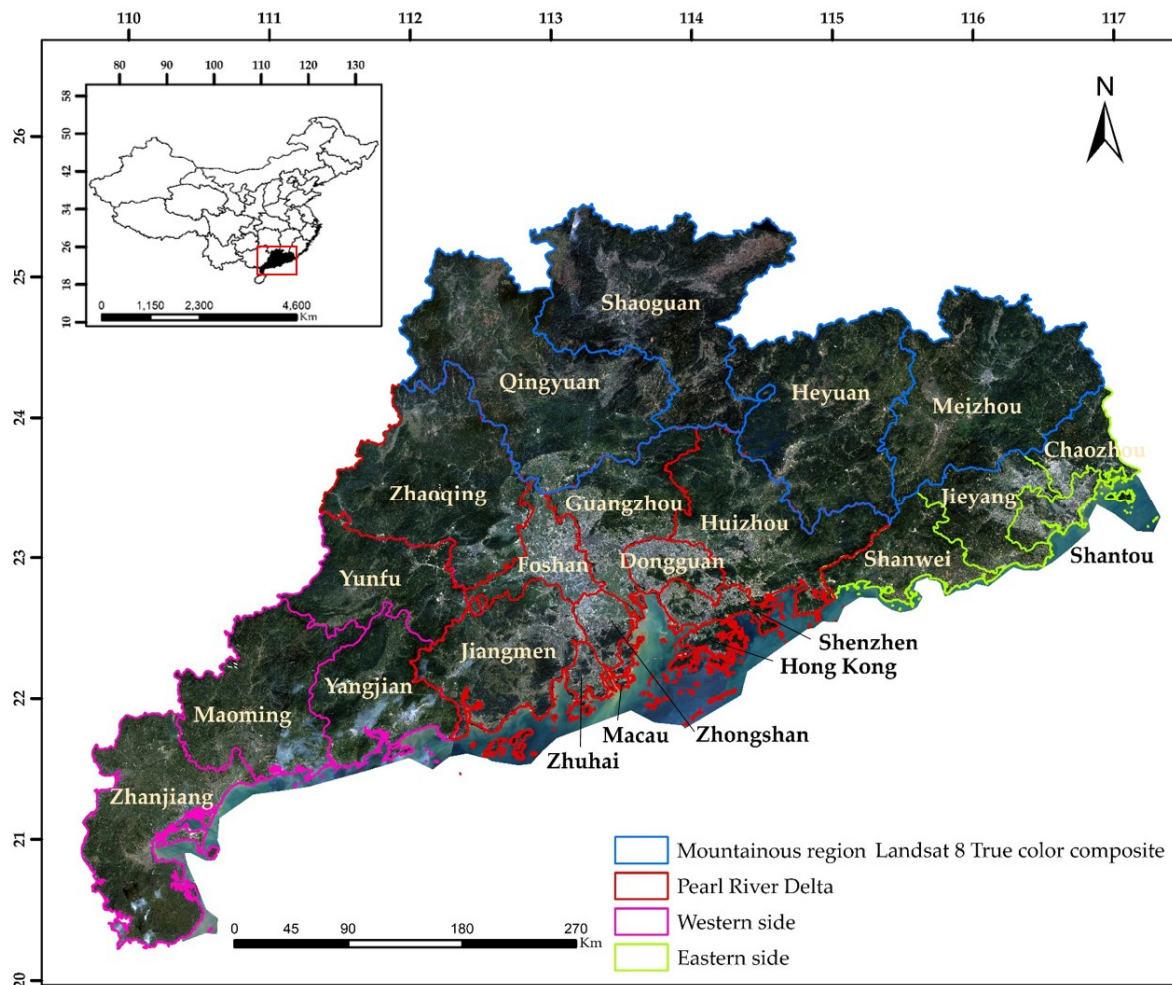 110 111 112 113 114 115 116 117
80 90 100 110 120 130
58
50
42
34
26
18
10
0 1,150 2,300 4,600
Km
N
26
25
24
23
22
21
20
Shaoguan
Qingyuan
Heyuan
Meizhou
Chaozhou
Zhaoqing
Guangzhou
Jieyang
Huizhou
Yunfu
Foshan
Dongguan
Shanwei
Shantou
Jiangmen
Shenzhen
Hong Kong
Yangjian
Maoming
Macau
Zhongshan
Zhuhai
Zhanjiang
Mountainous region Landsat 8 True color composite
Pearl River Delta
Western side
Eastern side
0 45 90 180 270
Km